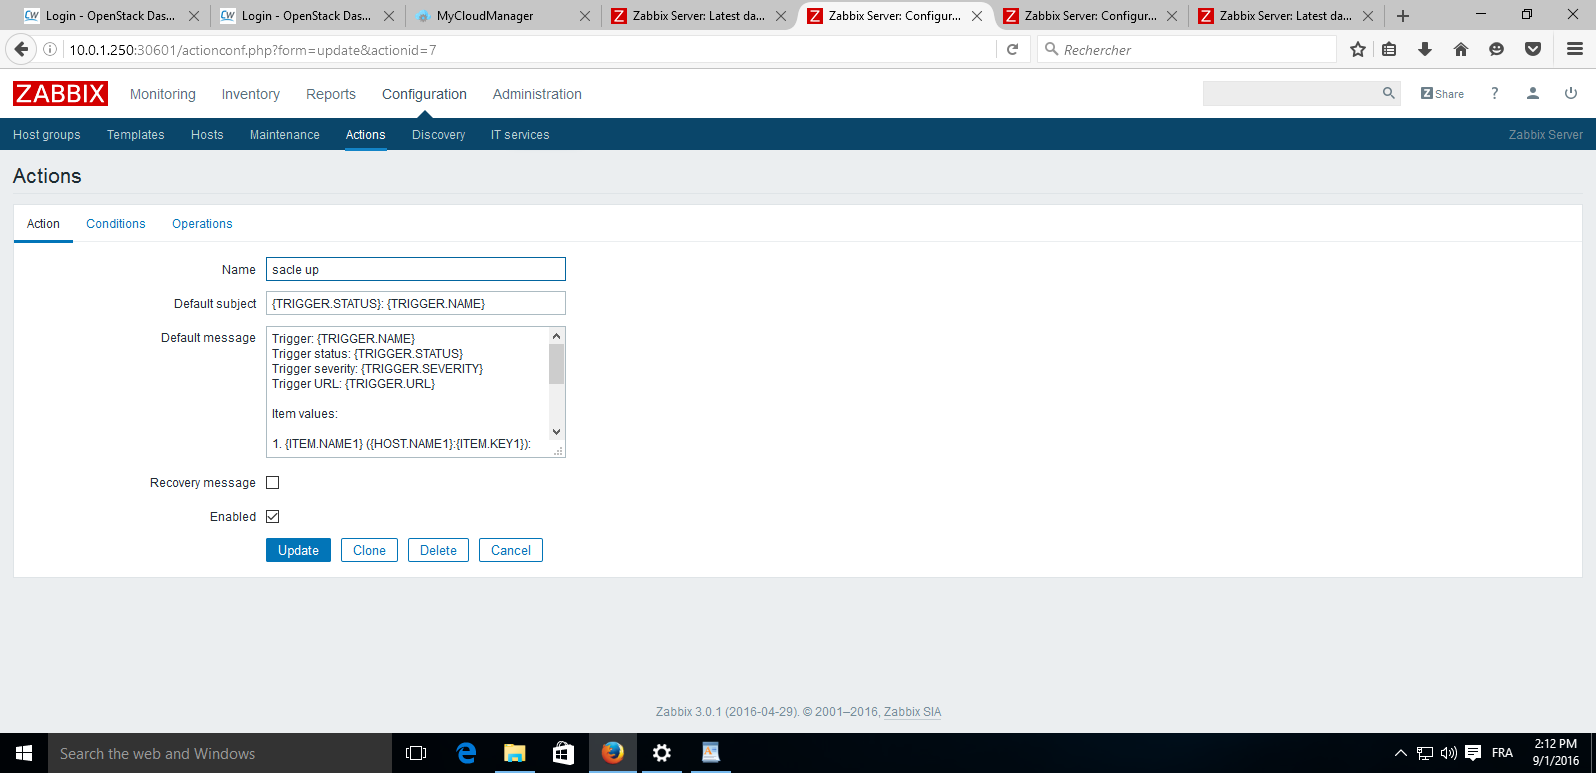 Login - OpenStack Das...
Login - OpenStack Das...
MyCloudManager
Zabbix Server: Latest da...
Zabbix Server: Configur...
Zabbix Server: Configur...
Zabbix Server: Latest da...
10.0.1.250:30601/actionconf.php?form=update&actionid=7
Rechercher
ZABBIX
Monitoring
Inventory
Reports
Configuration
Administration
Z Share
?
Host groups
Templates
Hosts
Maintenance
Actions
Discovery
IT services
Zabbix Server
Actions
Action
Conditions
Operations
Name
sacle up
Default subject
{TRIGGER.STATUS}: {TRIGGER.NAME}
Default message
Trigger: {TRIGGER.NAME}
Trigger status: {TRIGGER.STATUS}
Trigger severity: {TRIGGER.SEVERITY}
Trigger URL: {TRIGGER.URL}
Item values:
1. {ITEM.NAME1} ({HOST.NAME1}:{ITEM.KEY1}):
Recovery message
Enabled
Update
Clone
Delete
Cancel
Zabbix 3.0.1 (2016-04-29). © 2001–2016, Zabbix SIA
Search the web and Windows
FRA
2:12 PM
9/1/2016